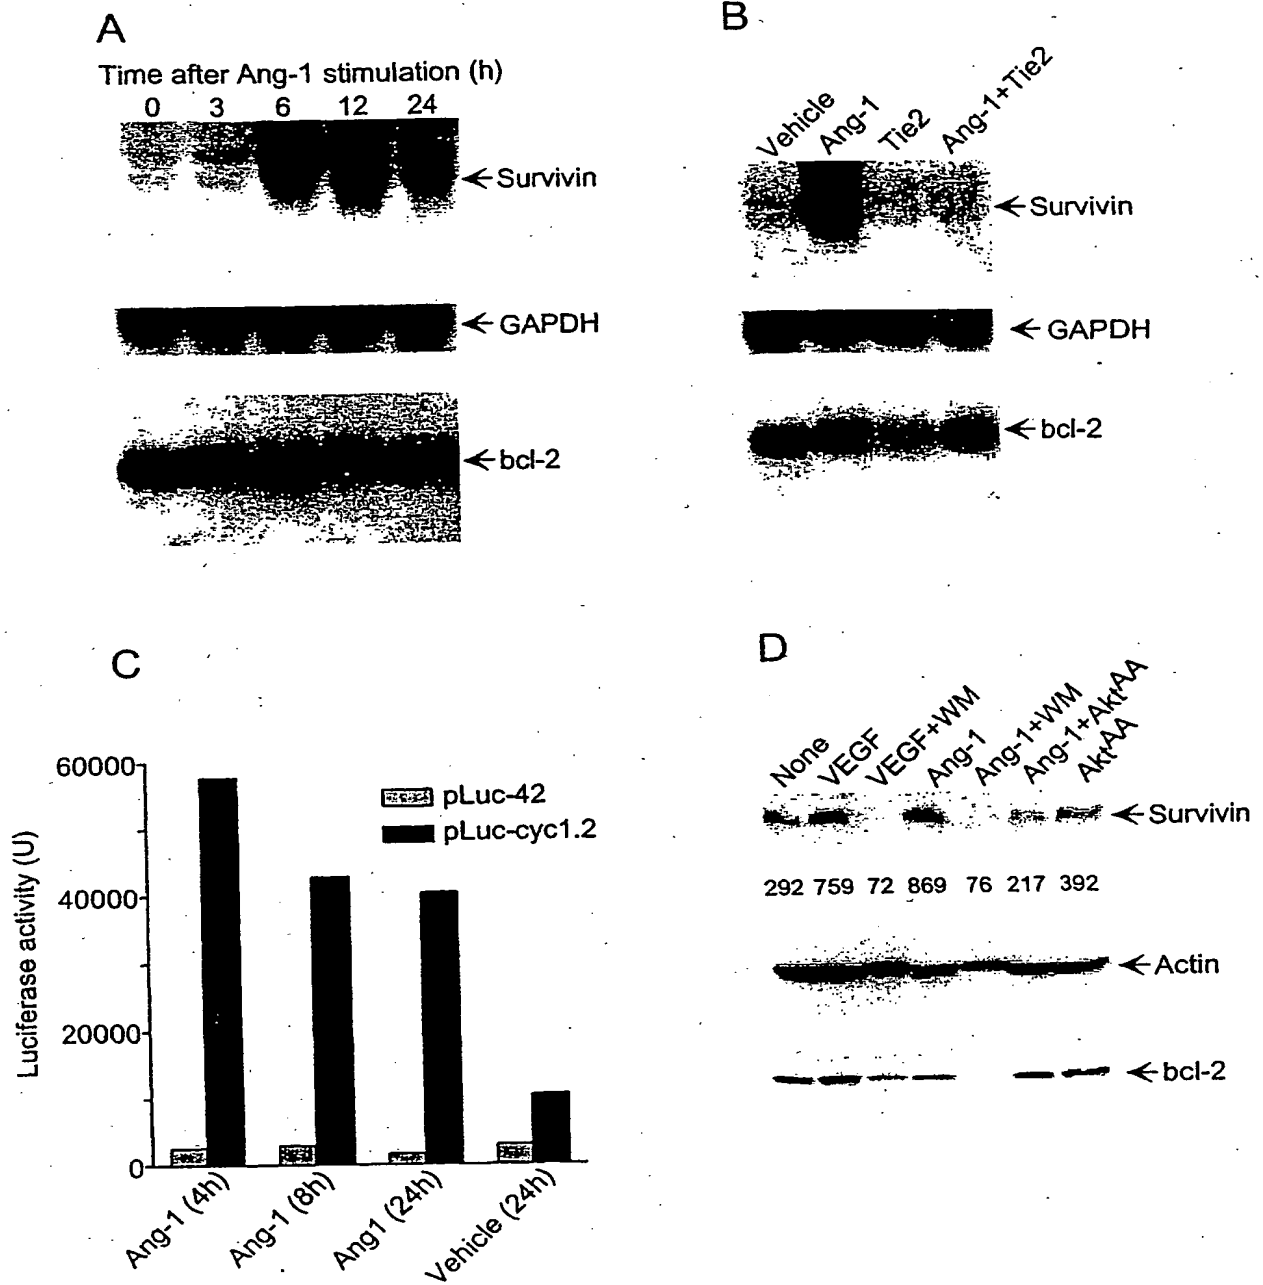 A
Time after Ang-1 stimulation (h)
0 3 6 12 24
Survivin
GAPDH
bcl-2
B
Vehicle
Ang-1
Tie2
Ang-1+Tie2
Survivin
GAPDH
bcl-2
C
60000
40000
20000
0
Luciferase activity (U)
pLuc-42
pLuc-cyc1.2
Ang-1 (4h)
Ang-1 (8h)
Ang1 (24h)
Vehicle (24h)
D
None
VEGF
VEGF+WM
Ang-1
Ang-1+WM
Ang-1+AktAA
AktAA
Survivin
292 759 72 869 76 217 392
Actin
bcl-2